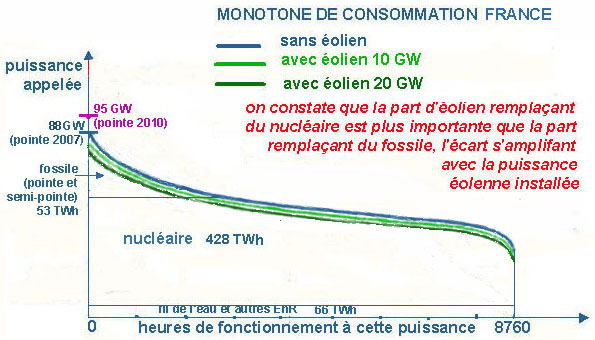 MONOTONE DE CONSOMMATION FRANCE
sans éolien
avec éolien 10 GW
avec éolien 20 GW
puissance
appelée
95 GW
(pointe 2010)
88GW
(pointe 2007)
on constate que la part d'èolien remplaçant
du nucléaire est plus importante que la part
remplaçant du fossile, l'écart s'amplifant
avec la puissance
éolenne installée
fossile
(pointe et
semi-pointe)
53 TWh
nucléaire 428 TWh
fil de l'eau et autres EnR 66 TWh
0 heures de fonctionnement à cette puissance 8760